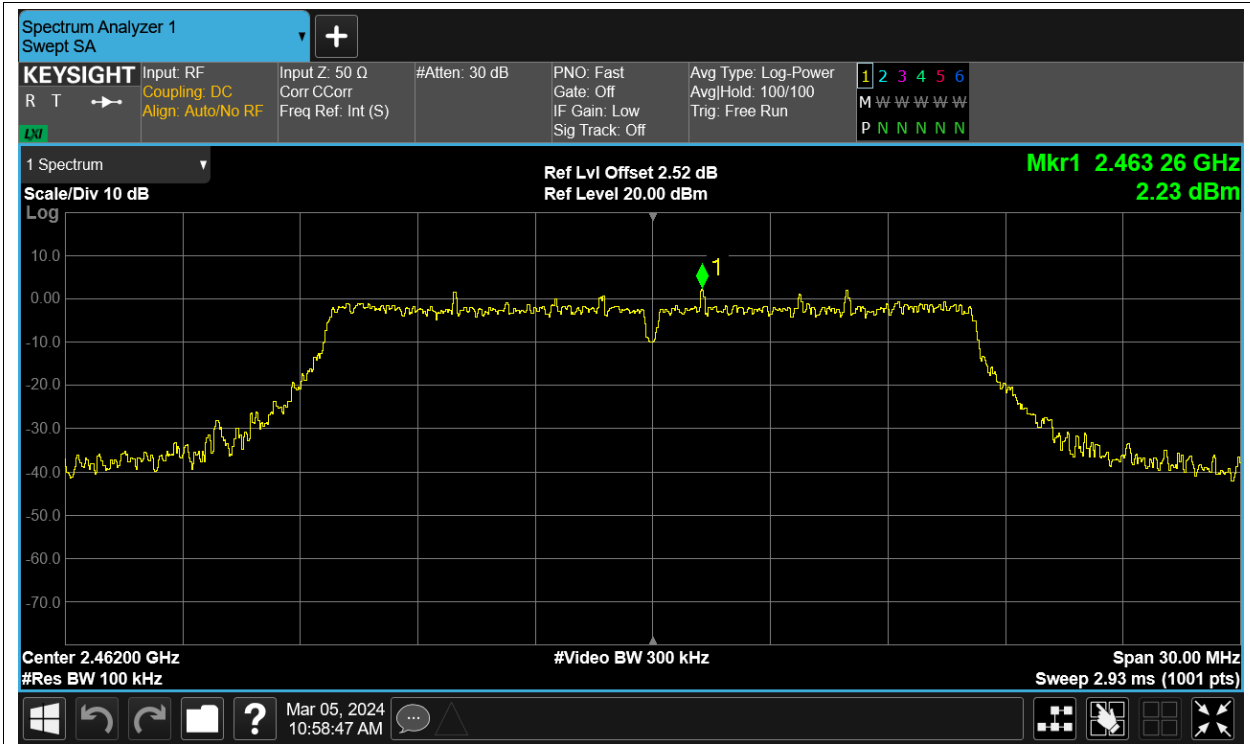 Spectrum Analyzer 1
Swept SA
KEYSIGHT
R T
LXI
Input: RF
Coupling: DC
Align: Auto/No RF
Input Z: 50 Ω
Corr CCorr
Freq Ref: Int (S)
#Atten: 30 dB
PNO: Fast
Gate: Off
IF Gain: Low
Sig Track: Off
Avg Type: Log-Power
Avg|Hold: 100/100
Trig: Free Run
1 2 3 4 5 6
M W W W W W
P N N N N N
1 Spectrum
Scale/Div 10 dB
Ref Lvl Offset 2.52 dB
Ref Level 20.00 dBm
Mkr1 2.463 26 GHz
2.23 dBm
Log
10.0
0.00
-10.0
-20.0
-30.0
-40.0
-50.0
-60.0
-70.0
1
Center 2.46200 GHz
#Res BW 100 kHz
#Video BW 300 kHz
Span 30.00 MHz
Sweep 2.93 ms (1001 pts)
?
Mar 05, 2024
10:58:47 AM